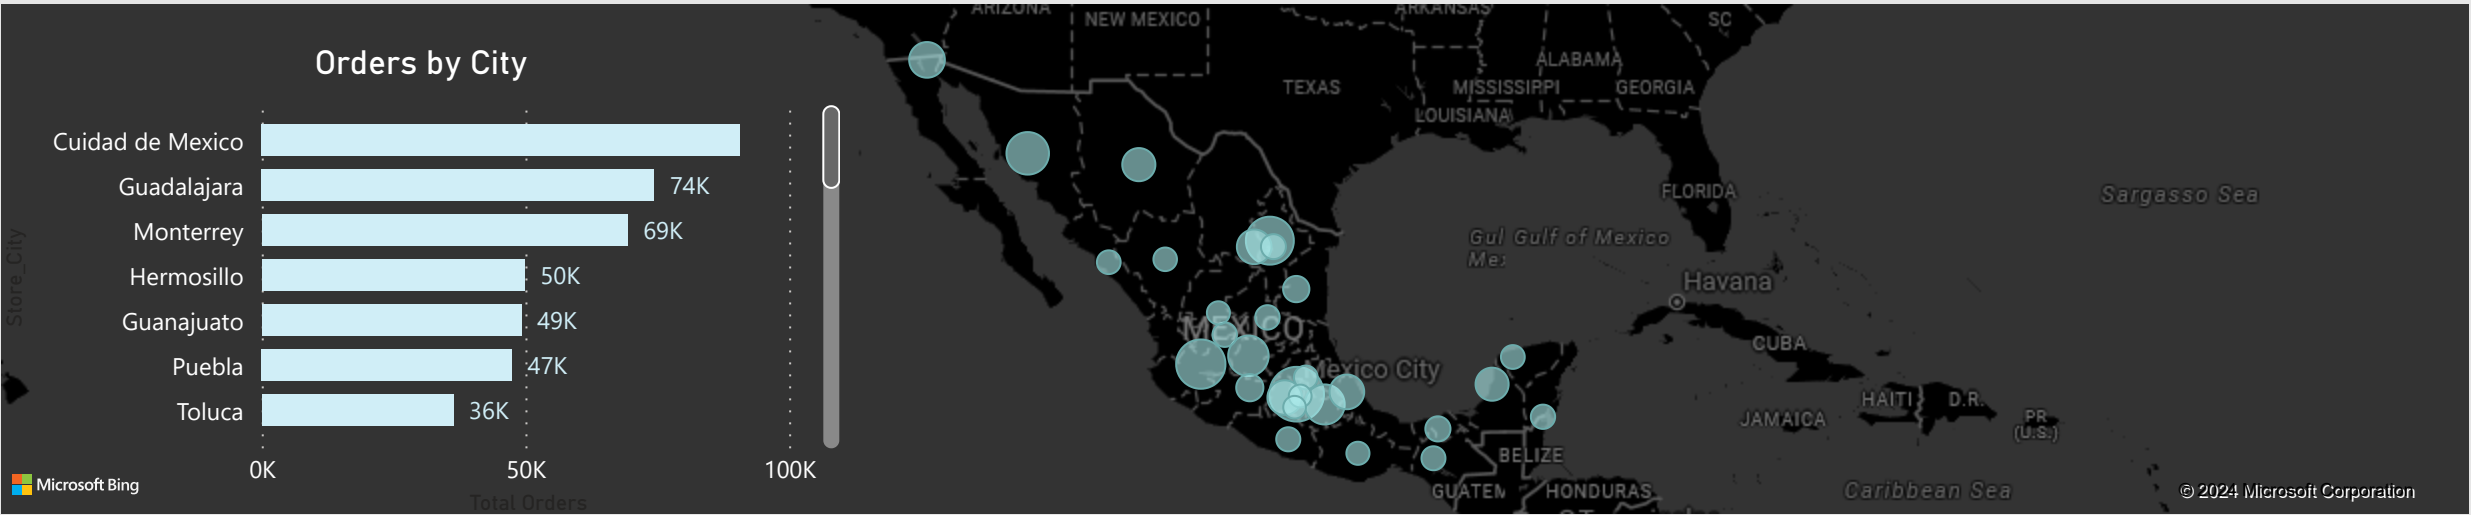 Orders by City
Cuidad de Mexico
Guadalajara
74K
Monterrey
69K
Hermosillo
50K
Guanajuato
49K
Puebla
47K
Toluca
36K
0K
50K
100K
Store_City
Total Orders
Microsoft Bing
ARIZONA
NEW MEXICO
ARKANSAS
SC
TEXAS
ALABAMA
MISSISSIPPI
GEORGIA
LOUISIANA
FLORIDA
Sargasso Sea
Gul Gulf of Mexico
Havana
MEXICO
Mexico City
CUBA
HAITI
D.R.
JAMAICA
PR
(U.S.)
BELIZE
GUATEM
HONDURAS
Caribbean Sea
© 2024 Microsoft Corporation